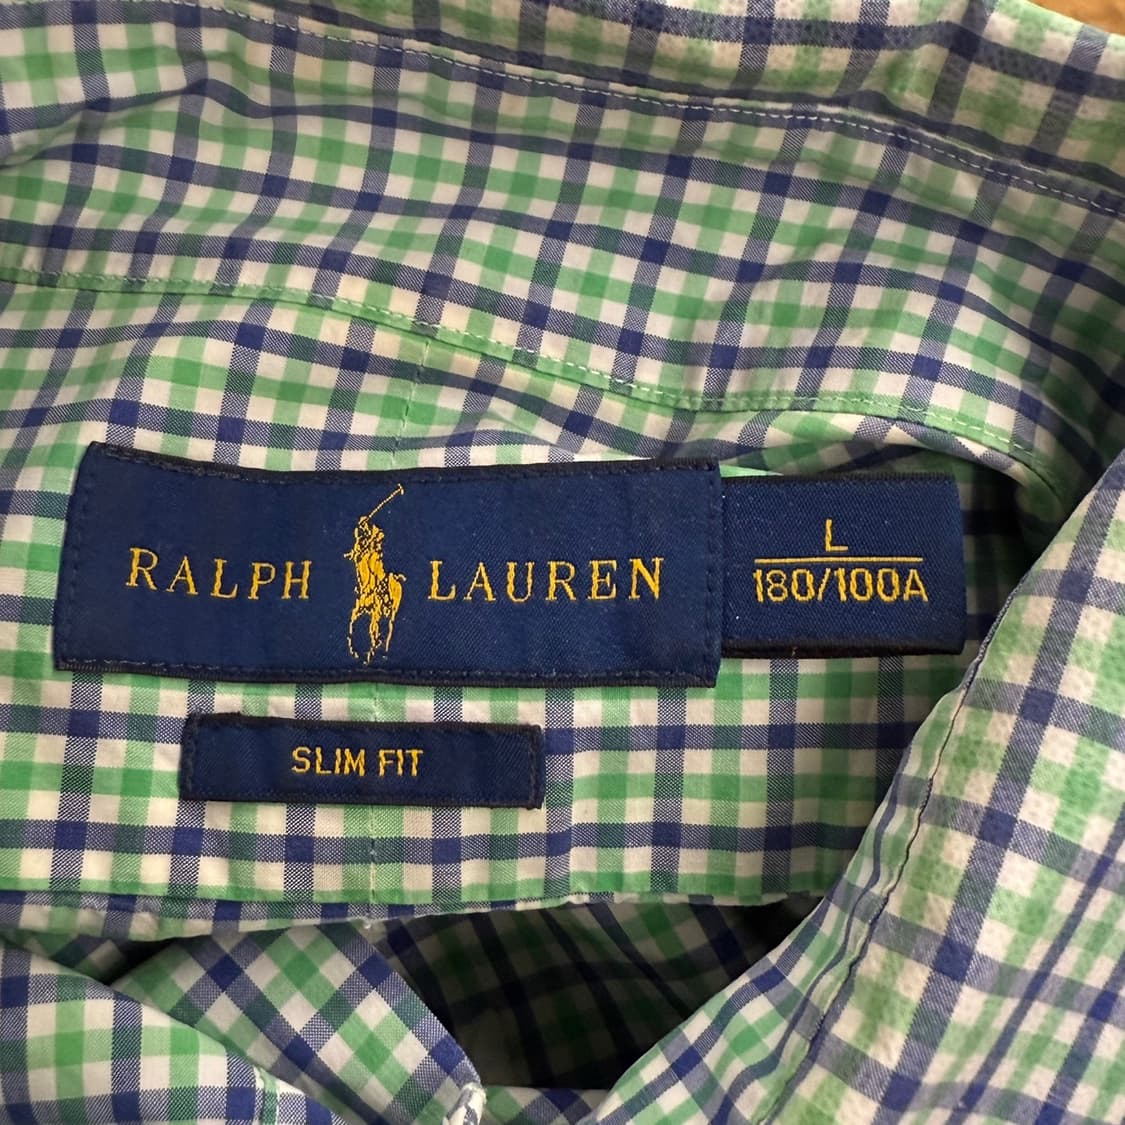 RALPH LAUREN
L
180/100A
SLIM FIT